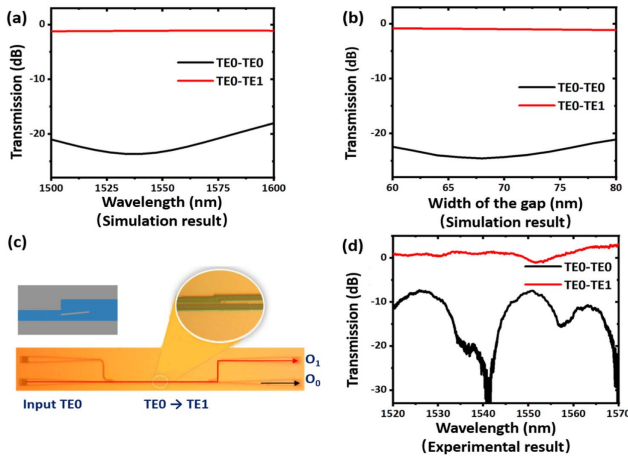 (a)
0
-10
-20
Transmission (dB)
TE0-TE0
TE0-TE1
1500 1525 1550 1575 1600
Wavelength (nm)
(Simulation result)
(b)
0
-10
-20
Transmission (dB)
TE0-TE0
TE0-TE1
60 65 70 75 80
Width of the gap (nm)
(Simulation result)
(c)
O1
O0
Input TE0 TE0 → TE1
(d)
0
-10
-20
-30
Transmission (dB)
TE0-TE0
TE0-TE1
1520 1530 1540 1550 1560 1570
Wavelength (nm)
(Experimental result)